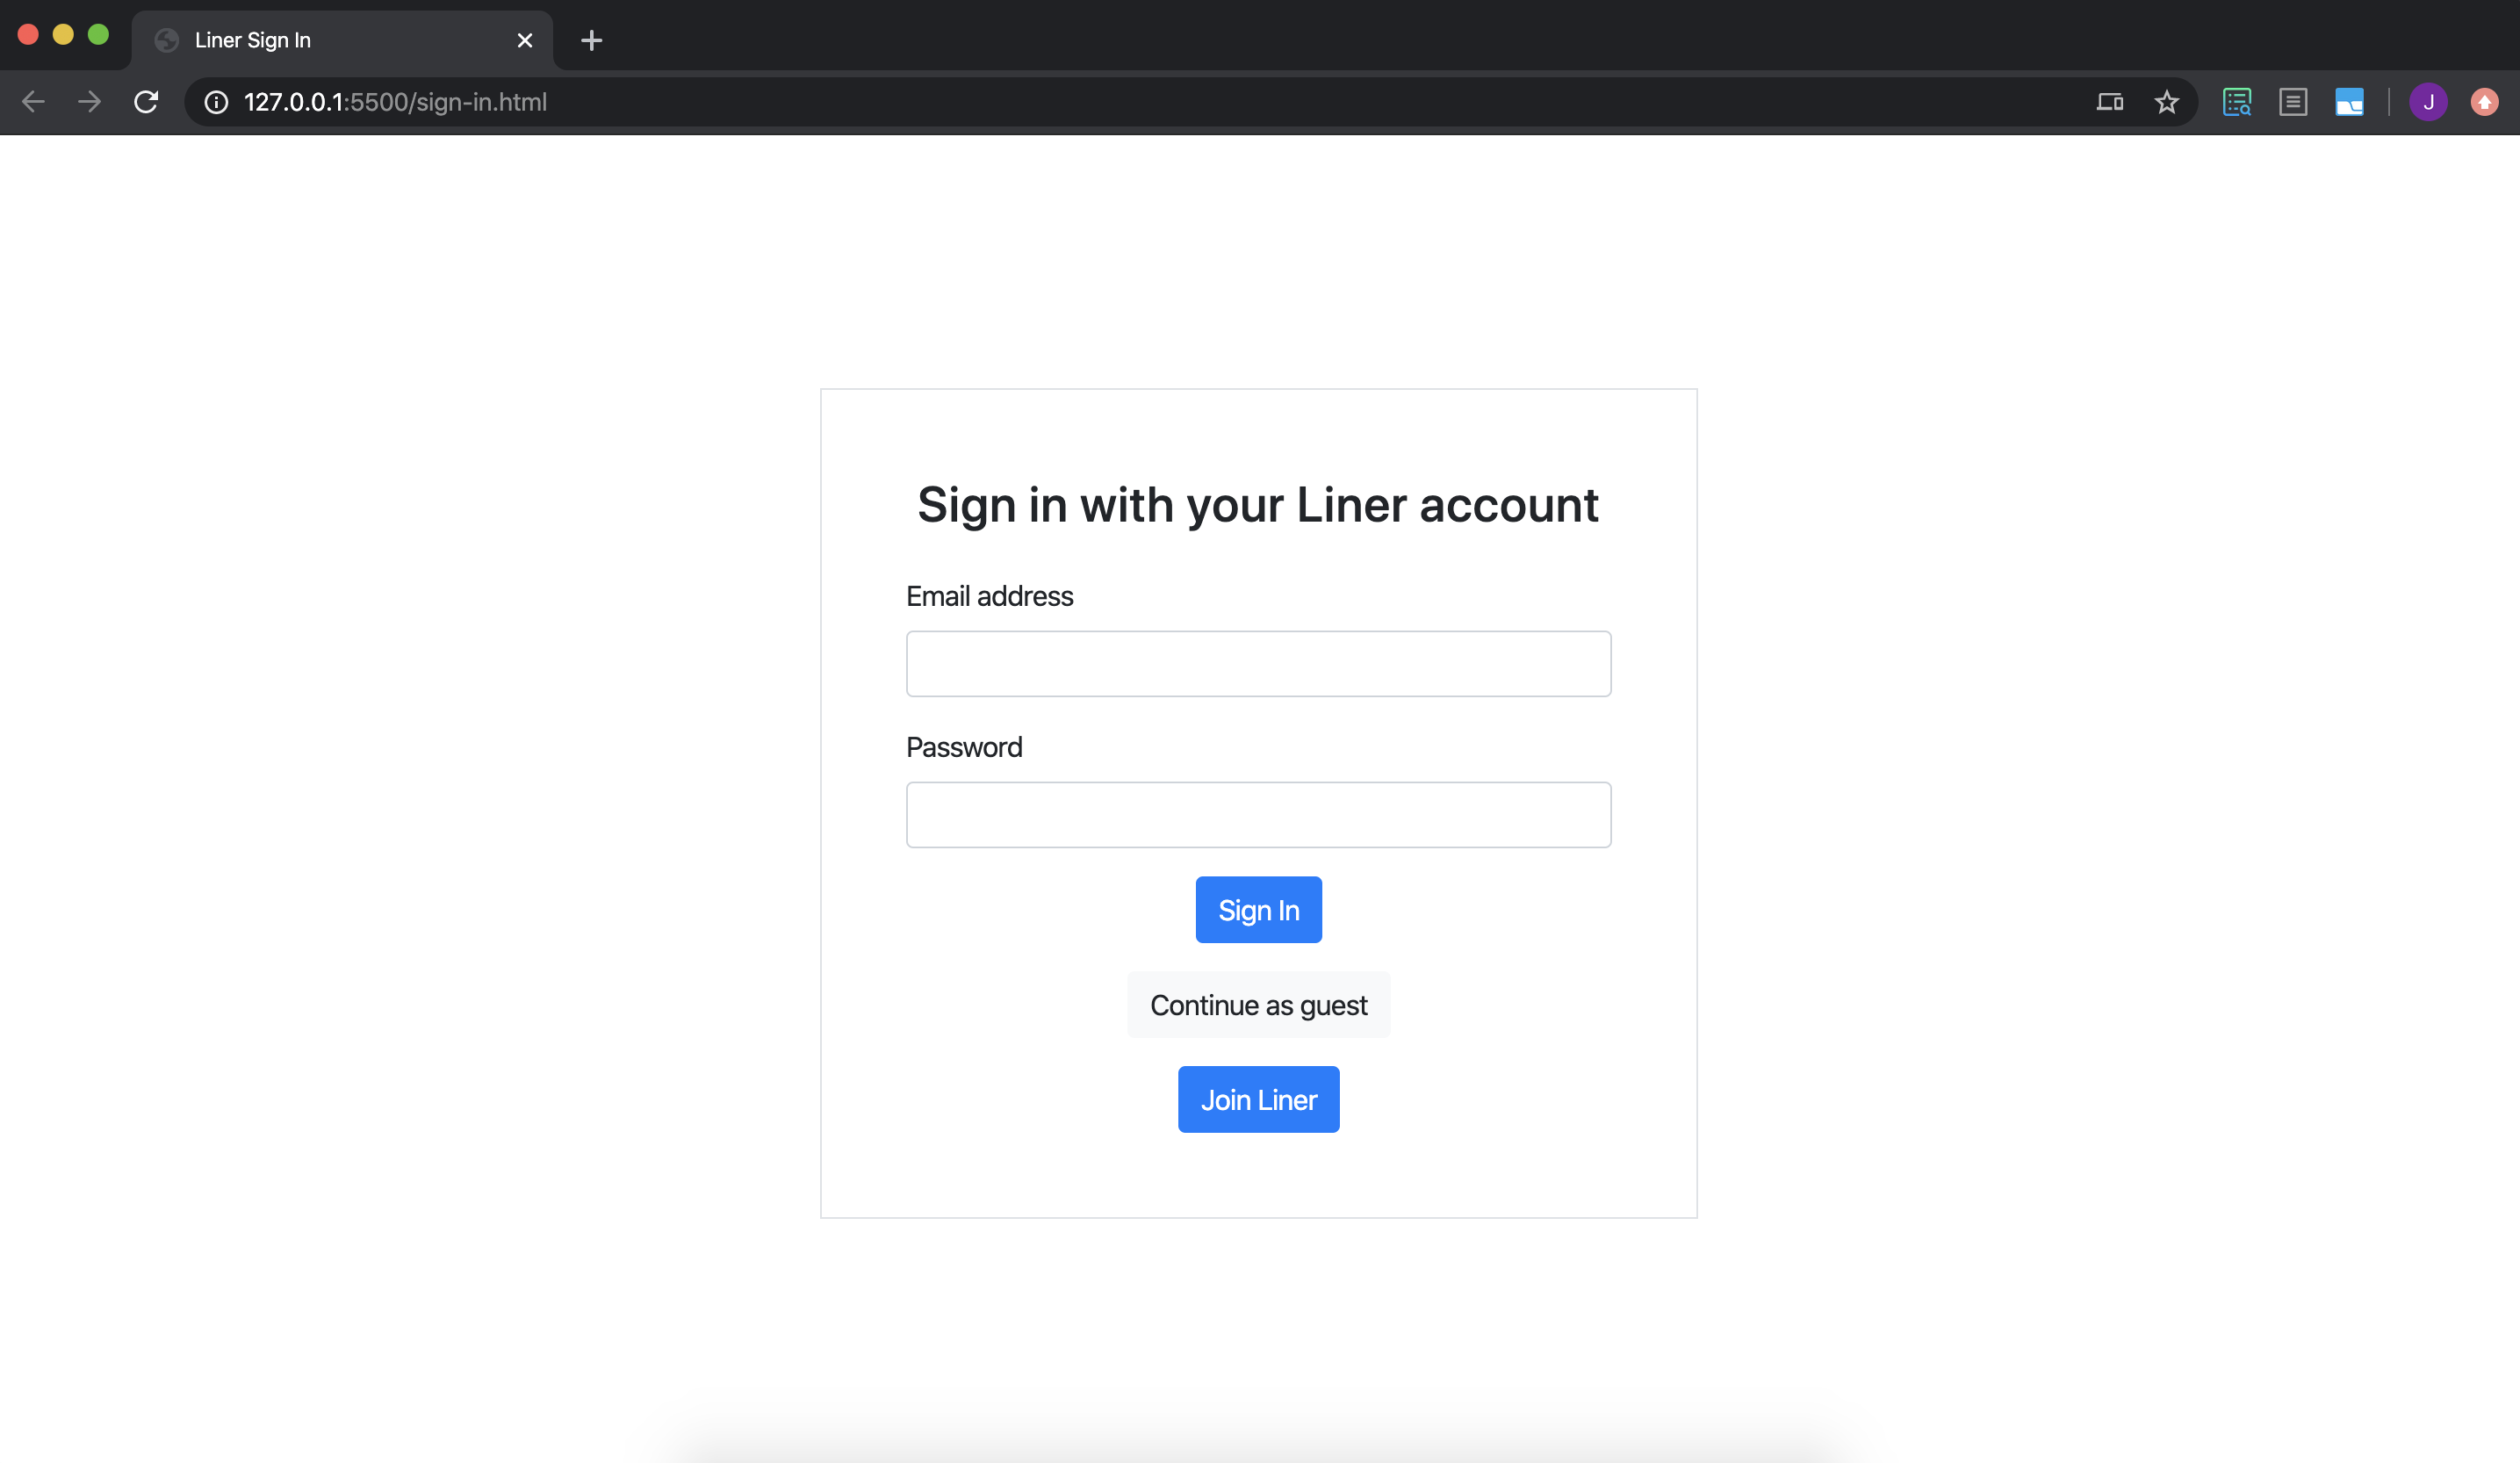 Liner Sign In
127.0.0.1:5500/sign-in.html
J
Sign in with your Liner account
Email address
Password
Sign In
Continue as guest
Join Liner